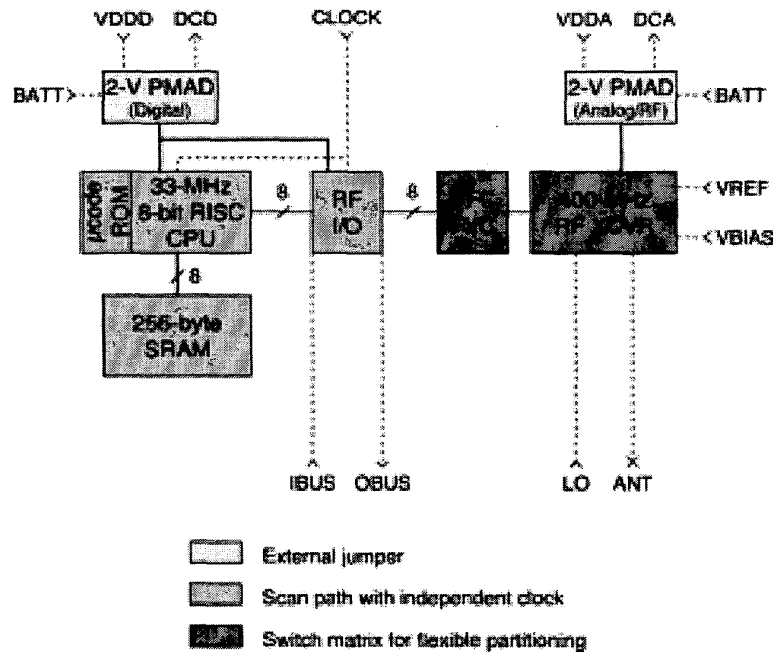 VDDD DCD CLOCK VDDA DCA
BATT 2-V PMAD (Digital)
2-V PMAD (Analog/RF) BATT
µcode ROM
33-MHz
8-bit RISC
CPU
8
RF
I/O
8
RF
VREF
VBIAS
8
256-byte
SRAM
IBUS OBUS LO ANT
External jumper
Scan path with independent clock
Switch matrix for flexible partitioning